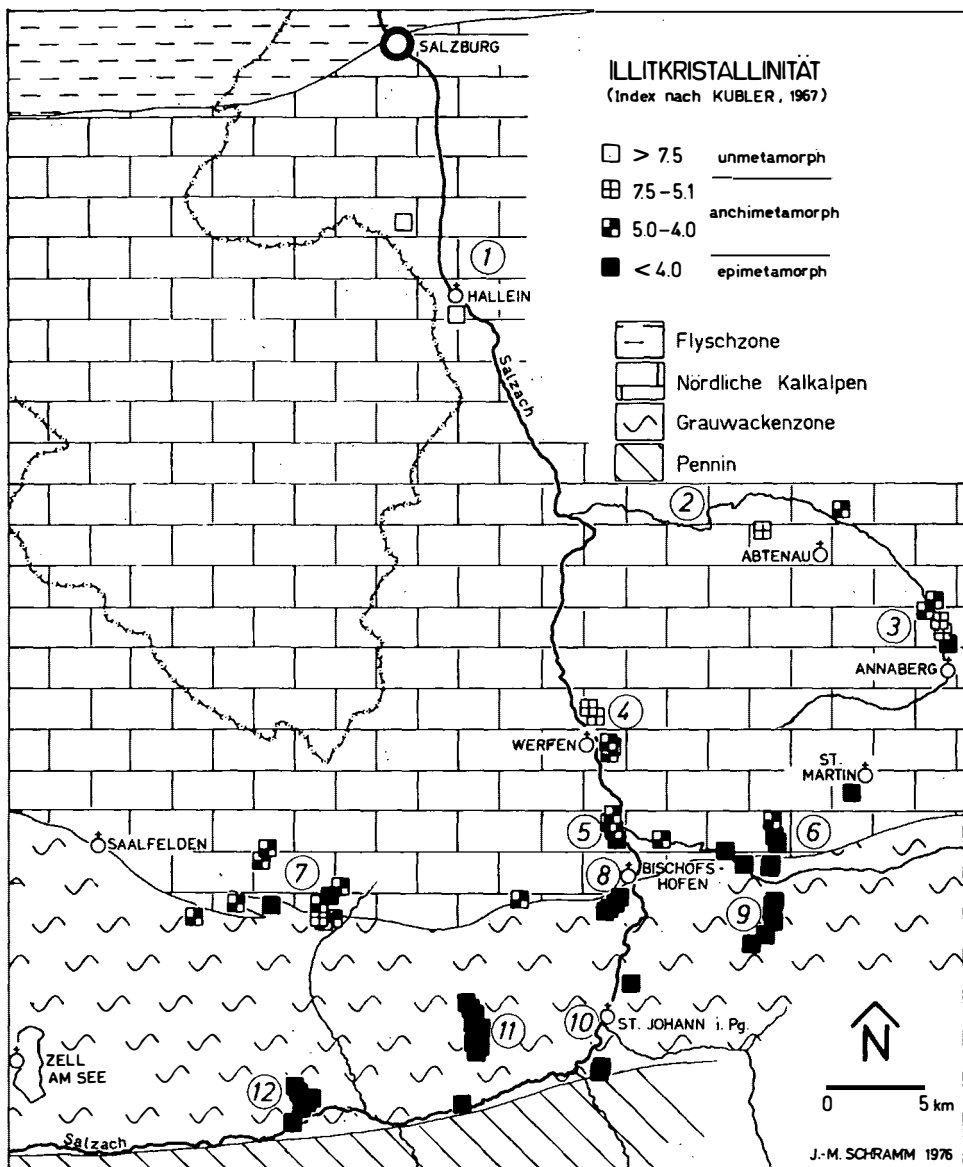 SALZBURG
ILLITKRISTALLINITÄT
(Index nach KUBLER, 1967)
> 7.5 unmetamorph
7.5–5.1
anchimetamorph
5.0–4.0
< 4.0 epimetamorph
Flyschzone
Nördliche Kalkalpen
Grauwackenzone
Pennin
1
HALLEIN
Salzach
2
ABTENAU
3
ANNABERG
4
WERFEN
ST.
MARTIN
5
6
SAALFELDEN
7
8
BISCHOFS-
HOFEN
9
10
ST. JOHANN i. Pg.
11
N
ZELL
AM SEE
12
0 5 km
Salzach
J.-M. SCHRAMM 1976